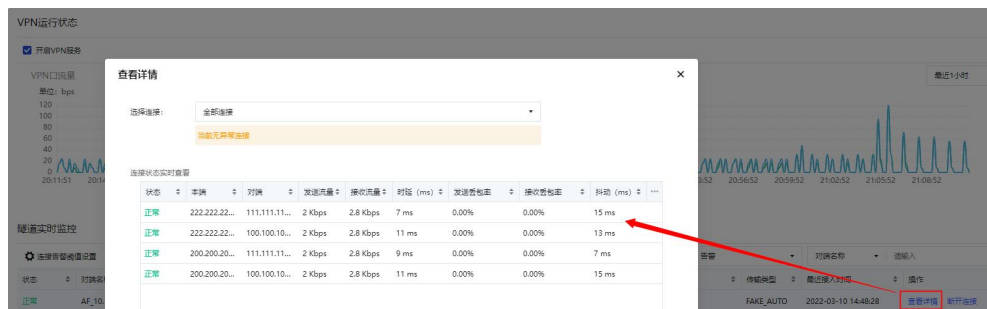 VPN运行状态
开启VPN服务
VPN口流量
最近1小时
单位: bps
120
100
80
60
40
20
0
20:11:51 20:14
3:52 20:56:52 20:59:52 21:02:52 21:05:52 21:08:52
查看详情
选择连接:
全部连接
当前无异常连接
连接状态实时查看
状态 本端 对端 发送流量 接收流量 时延 (ms) 发送丢包率 接收丢包率 抖动 (ms) ...
正常 222.222.22... 111.111.11... 2 Kbps 2.8 Kbps 7 ms 0.00% 0.00% 15 ms
正常 222.222.22... 100.100.10... 2 Kbps 2.8 Kbps 11 ms 0.00% 0.00% 13 ms
正常 200.200.20... 111.111.11... 2 Kbps 2.8 Kbps 9 ms 0.00% 0.00% 7 ms
正常 200.200.20... 100.100.10... 2 Kbps 2.8 Kbps 11 ms 0.00% 0.00% 15 ms
隧道实时监控
连接告警阈值设置
告警 对端名称 请输入
状态 对端名 传输类型 最近接入时间 操作
正常 AF_10. FAKE_AUTO 2022-03-10 14:48:28 查看详情 断开连接